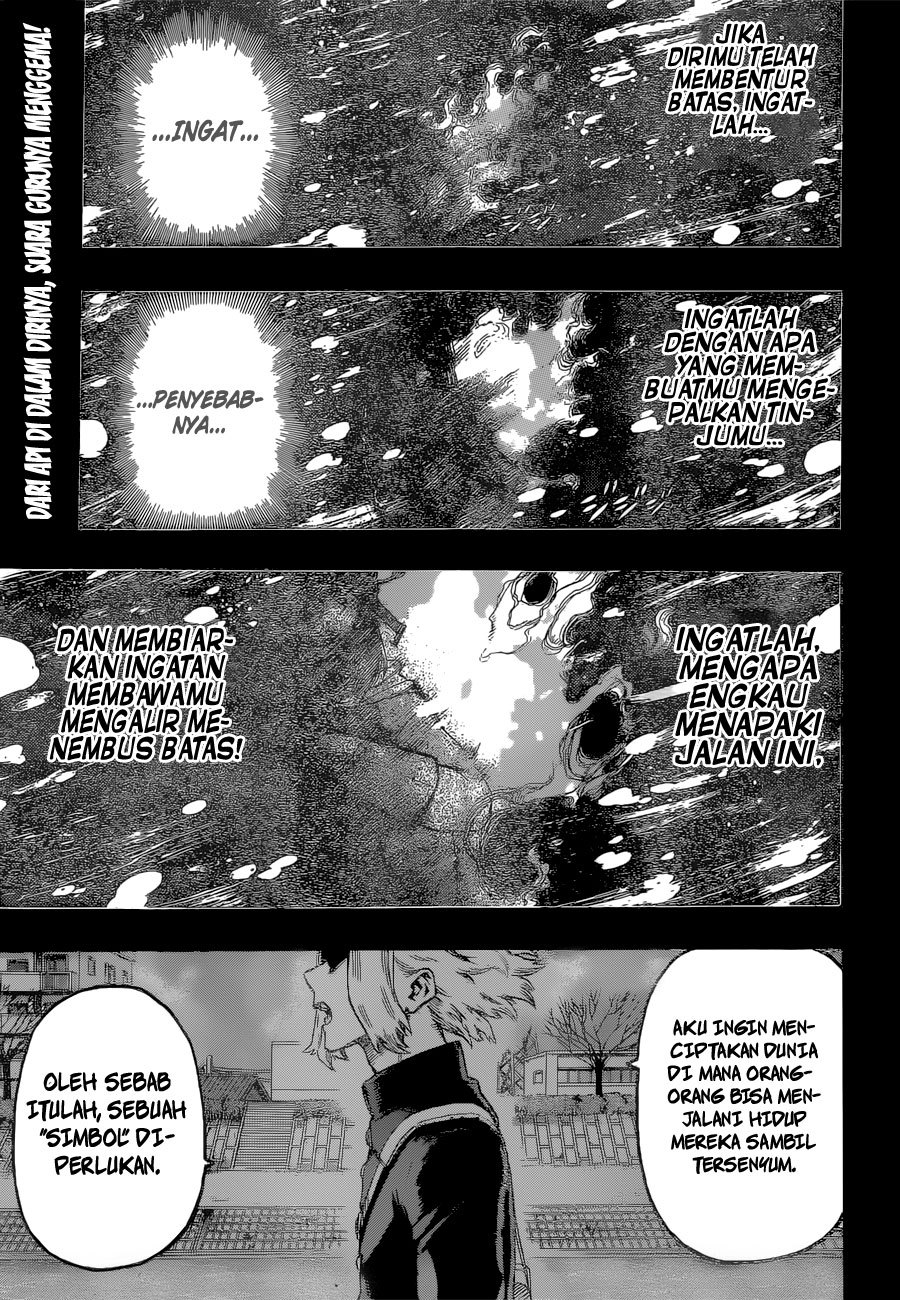 DARI API DI DALAM DIRINYA, SUARA GURUNYA MENGGEMA!
JIKA
DIRIMU TELAH
MEMBENTUR
BATAS, INGAT-
LAH...
...INGAT...
INGATLAH
DENGAN APA
YANG MEM-
BUATMU MENGE-
PALKAN TIN-
JUMU...
...PENYEBAB-
NYA...
INGATLAH,
MENGAPA
ENGKAU
MENAPAKI
JALAN INI,
DAN MEMBIAR-
KAN INGATAN
MEMBAWAMU
MENGALIR ME-
NEMBUS BATAS!
AKU INGIN MEN-
CIPTAKAN DUNIA
DI MANA ORANG-
ORANG BISA MEN-
JALANI HIDUP
MEREKA SAMBIL
TERSENYUM.
OLEH SEBAB
ITULAH, SEBUAH
"SIMBOL" DI-
PERLUKAN.